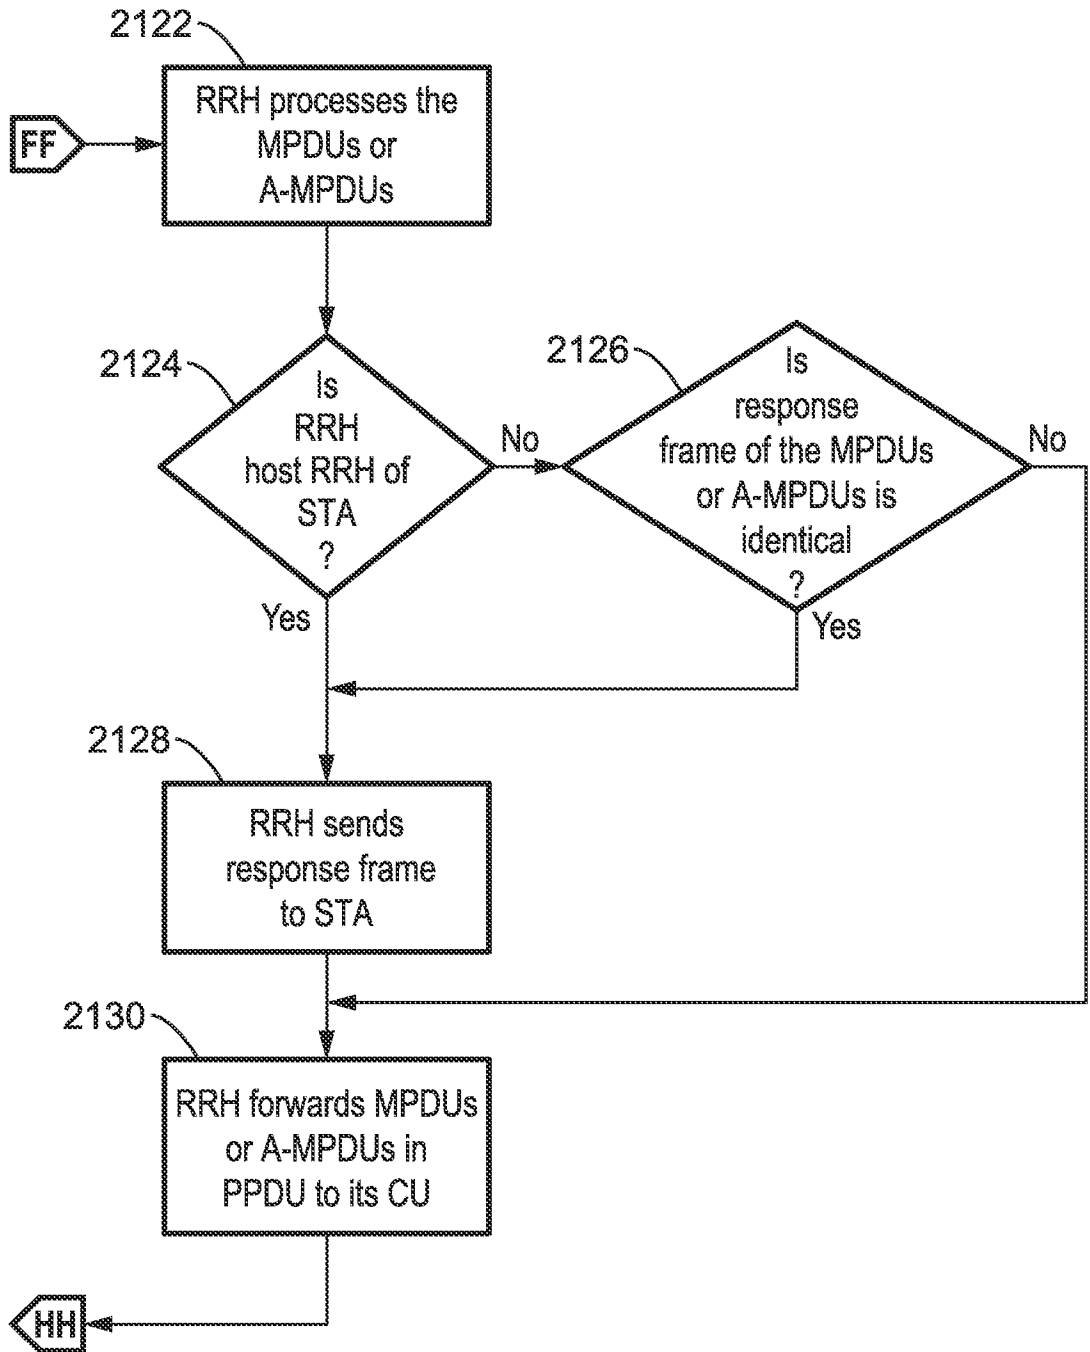 2122
RRH processes the
MPDUs or
A-MPDUs
FF
2124
Is
RRH
host RRH of
STA
?
No
Yes
2126
Is
response
frame of the MPDUs
or A-MPDUs is
identical
?
No
Yes
2128
RRH sends
response frame
to STA
2130
RRH forwards MPDUs
or A-MPDUs in
PPDU to its CU
HH